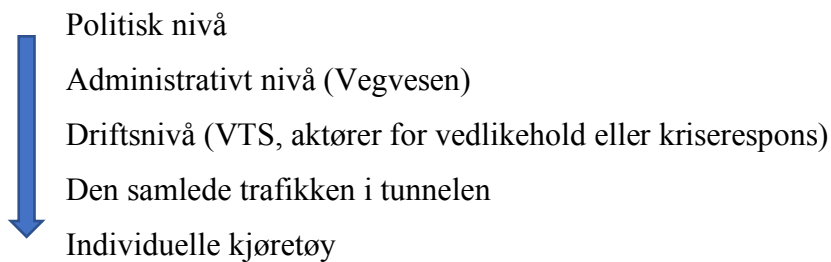 Politisk nivå
Administrativt nivå (Vegvesen)
Driftsnivå (VTS, aktører for vedlikehold eller kriserespons)
Den samlede trafikken i tunnelen
Individuelle kjøretøy